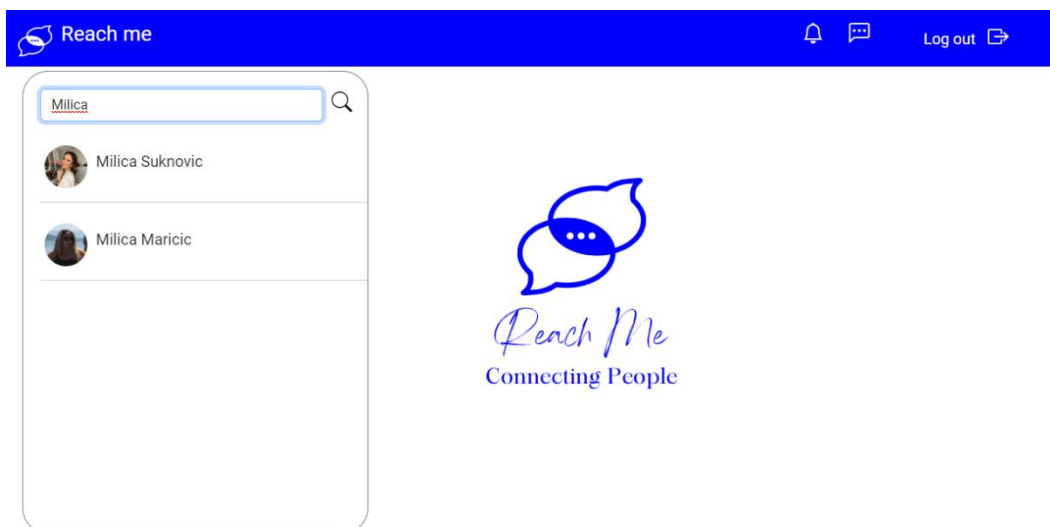 Reach me
Log out
Milica
Milica Suknovic
Milica Maricic
Reach Me
Connecting People